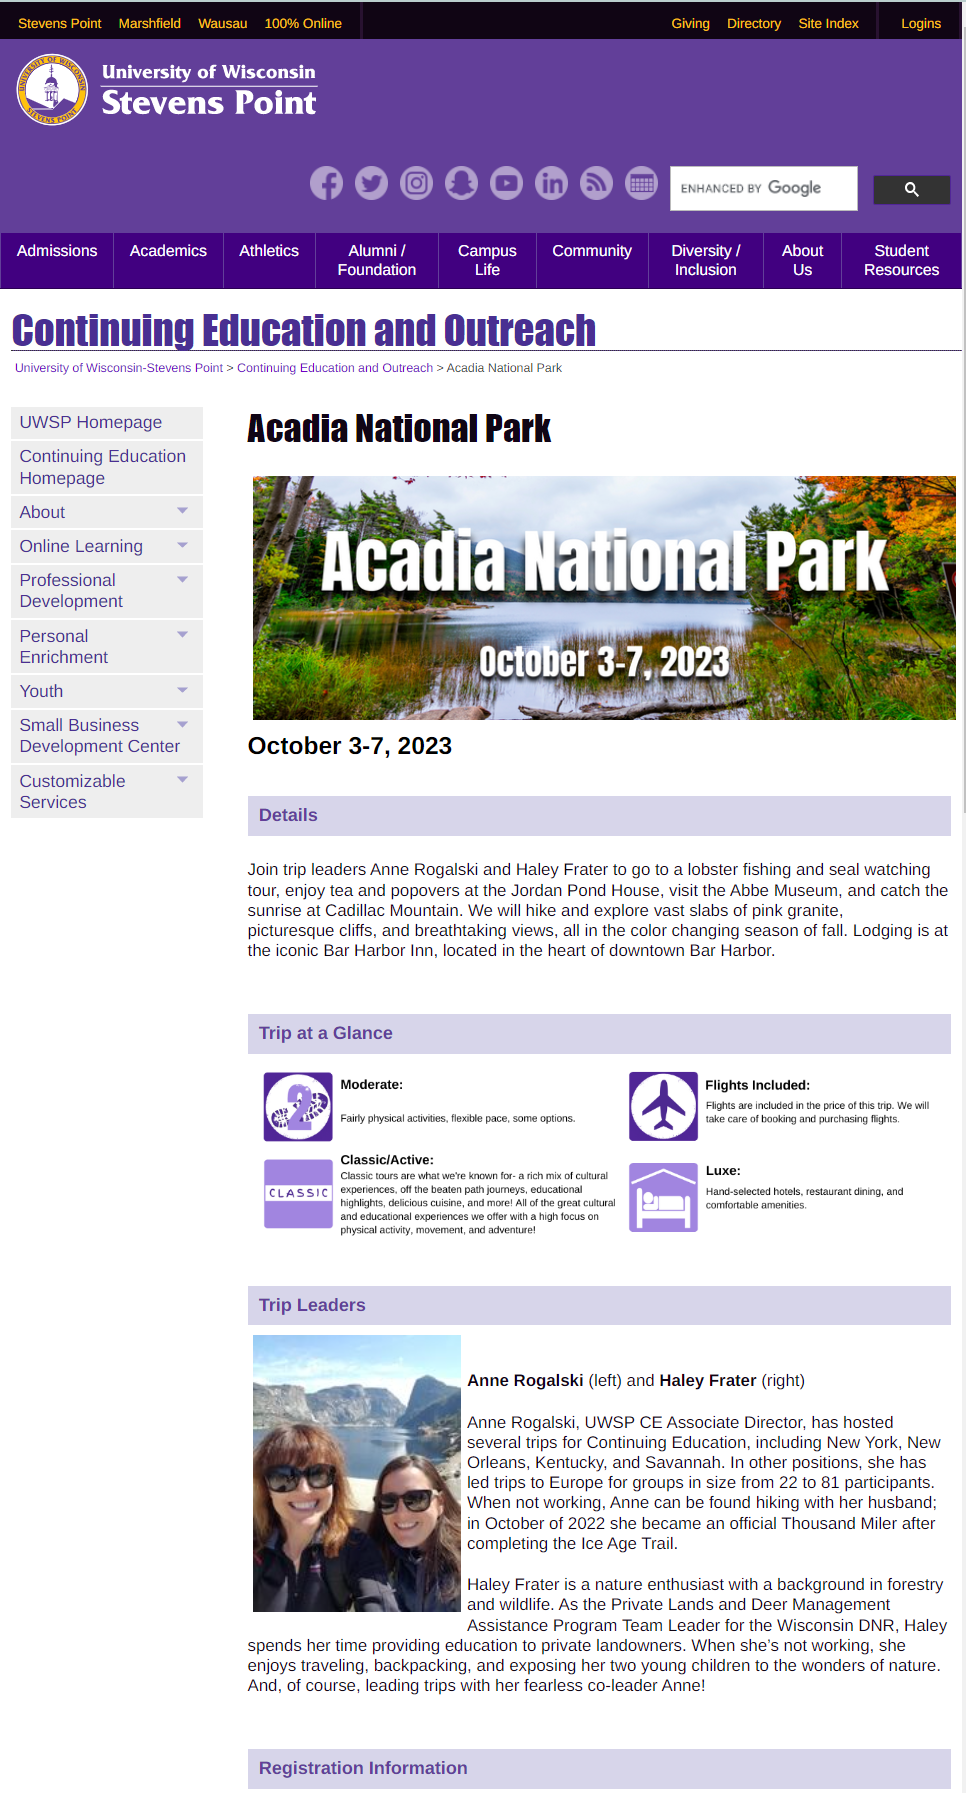 Stevens Point Marshfield Wausau 100% Online Giving Directory Site Index Logins
University of Wisconsin
Stevens Point
UNIVERSITY OF WISCONSIN
STEVENS POINT
ENHANCED BY Google
Admissions Academics Athletics Alumni / Foundation Campus Life Community Diversity / Inclusion About Us Student Resources
Continuing Education and Outreach
University of Wisconsin-Stevens Point > Continuing Education and Outreach > Acadia National Park
UWSP Homepage
Continuing Education
Homepage
About
Online Learning
Professional
Development
Personal
Enrichment
Youth
Small Business
Development Center
Customizable
Services
Acadia National Park
Acadia National Park
October 3-7, 2023
October 3-7, 2023
Details
Join trip leaders Anne Rogalski and Haley Frater to go to a lobster fishing and seal watching
tour, enjoy tea and popovers at the Jordan Pond House, visit the Abbe Museum, and catch the
sunrise at Cadillac Mountain. We will hike and explore vast slabs of pink granite,
picturesque cliffs, and breathtaking views, all in the color changing season of fall. Lodging is at
the iconic Bar Harbor Inn, located in the heart of downtown Bar Harbor.
Trip at a Glance
2
Moderate:
Fairly physical activities, flexible pace, some options.
Flights Included:
Flights are included in the price of this trip. We will
take care of booking and purchasing flights.
CLASSIC
Classic/Active:
Classic tours are what we're known for- a rich mix of cultural
experiences, off the beaten path journeys, educational
highlights, delicious cuisine, and more! All of the great cultural
and educational experiences we offer with a high focus on
physical activity, movement, and adventure!
Luxe:
Hand-selected hotels, restaurant dining, and
comfortable amenities.
Trip Leaders
Anne Rogalski (left) and Haley Frater (right)
Anne Rogalski, UWSP CE Associate Director, has hosted
several trips for Continuing Education, including New York, New
Orleans, Kentucky, and Savannah. In other positions, she has
led trips to Europe for groups in size from 22 to 81 participants.
When not working, Anne can be found hiking with her husband;
in October of 2022 she became an official Thousand Miler after
completing the Ice Age Trail.
Haley Frater is a nature enthusiast with a background in forestry
and wildlife. As the Private Lands and Deer Management
Assistance Program Team Leader for the Wisconsin DNR, Haley
spends her time providing education to private landowners. When she's not working, she
enjoys traveling, backpacking, and exposing her two young children to the wonders of nature.
And, of course, leading trips with her fearless co-leader Anne!
Registration Information